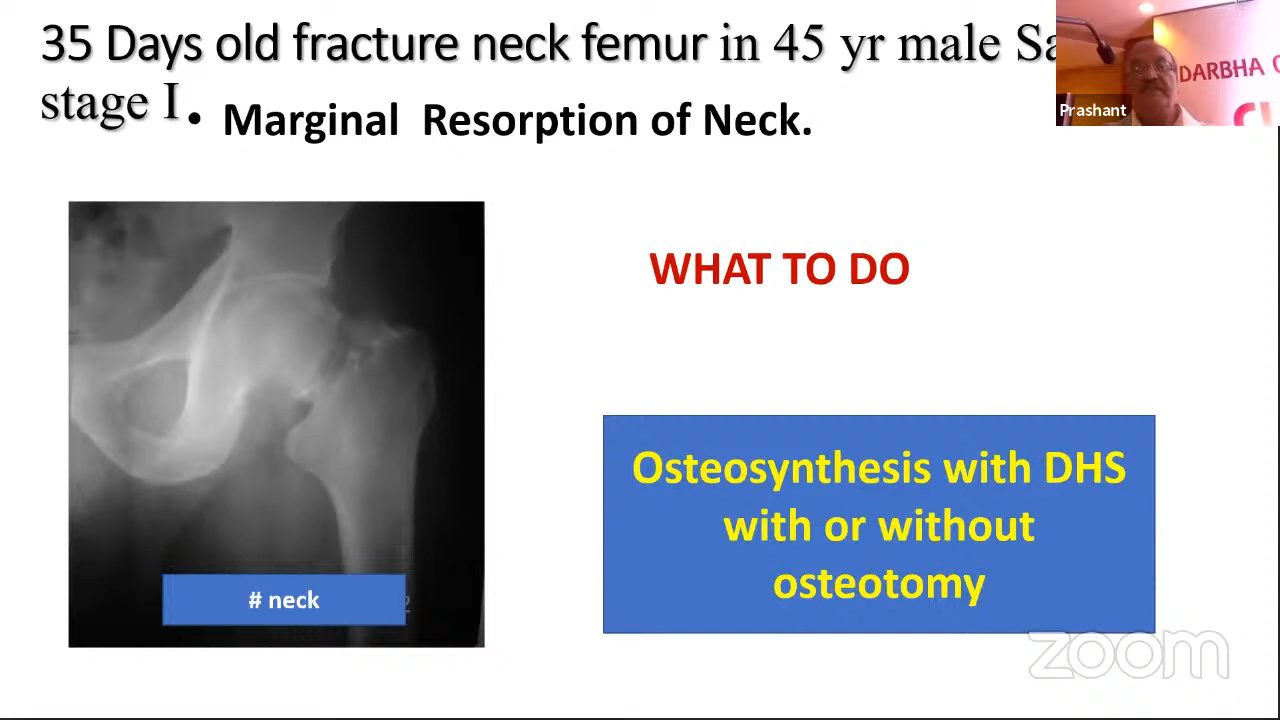 35 Days old fracture neck femur in 45 yr male
stage I
• Marginal Resorption of Neck.
Prashant
DARBHA
WHAT TO DO
Osteosynthesis with DHS
with or without
osteotomy
# neck
zoom